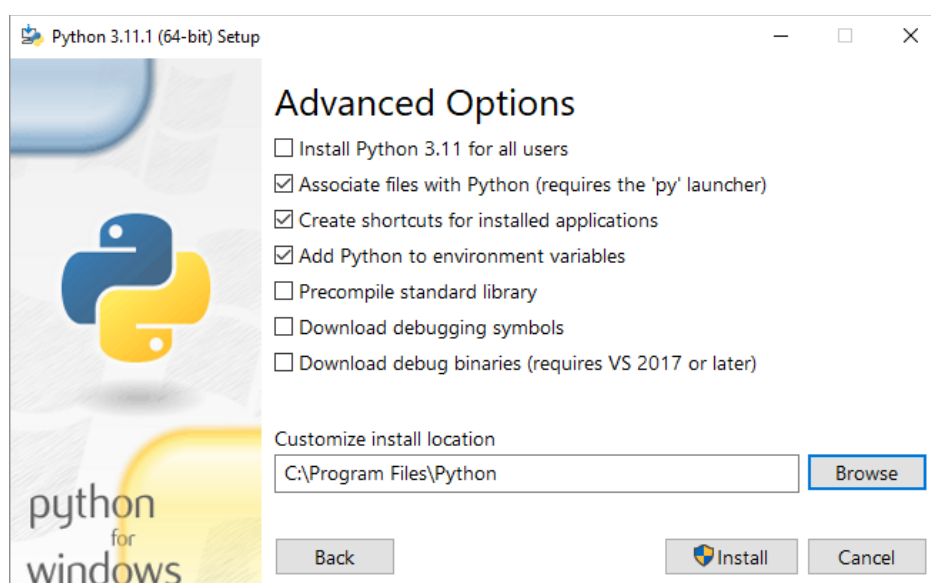 Python 3.11.1 (64-bit) Setup
Advanced Options
Install Python 3.11 for all users
Associate files with Python (requires the 'py' launcher)
Create shortcuts for installed applications
Add Python to environment variables
Precompile standard library
Download debugging symbols
Download debug binaries (requires VS 2017 or later)
Customize install location
C:\Program Files\Python
Browse
python
for
windows
Back
Install
Cancel